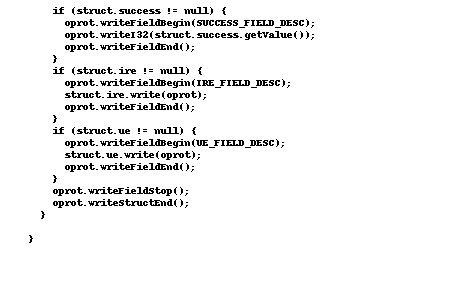 if (struct.success != null) {
oprot.writeFieldBegin(SUCCESS_FIELD_DESC);
oprot.writeI32(struct.success.getValue());
oprot.writeFieldEnd();
}
if (struct.ire != null) {
oprot.writeFieldBegin(IRE_FIELD_DESC);
struct.ire.write(oprot);
oprot.writeFieldEnd();
}
if (struct.ue != null) {
oprot.writeFieldBegin(UE_FIELD_DESC);
struct.ue.write(oprot);
oprot.writeFieldEnd();
}
oprot.writeFieldStop();
oprot.writeStructEnd();
}
}